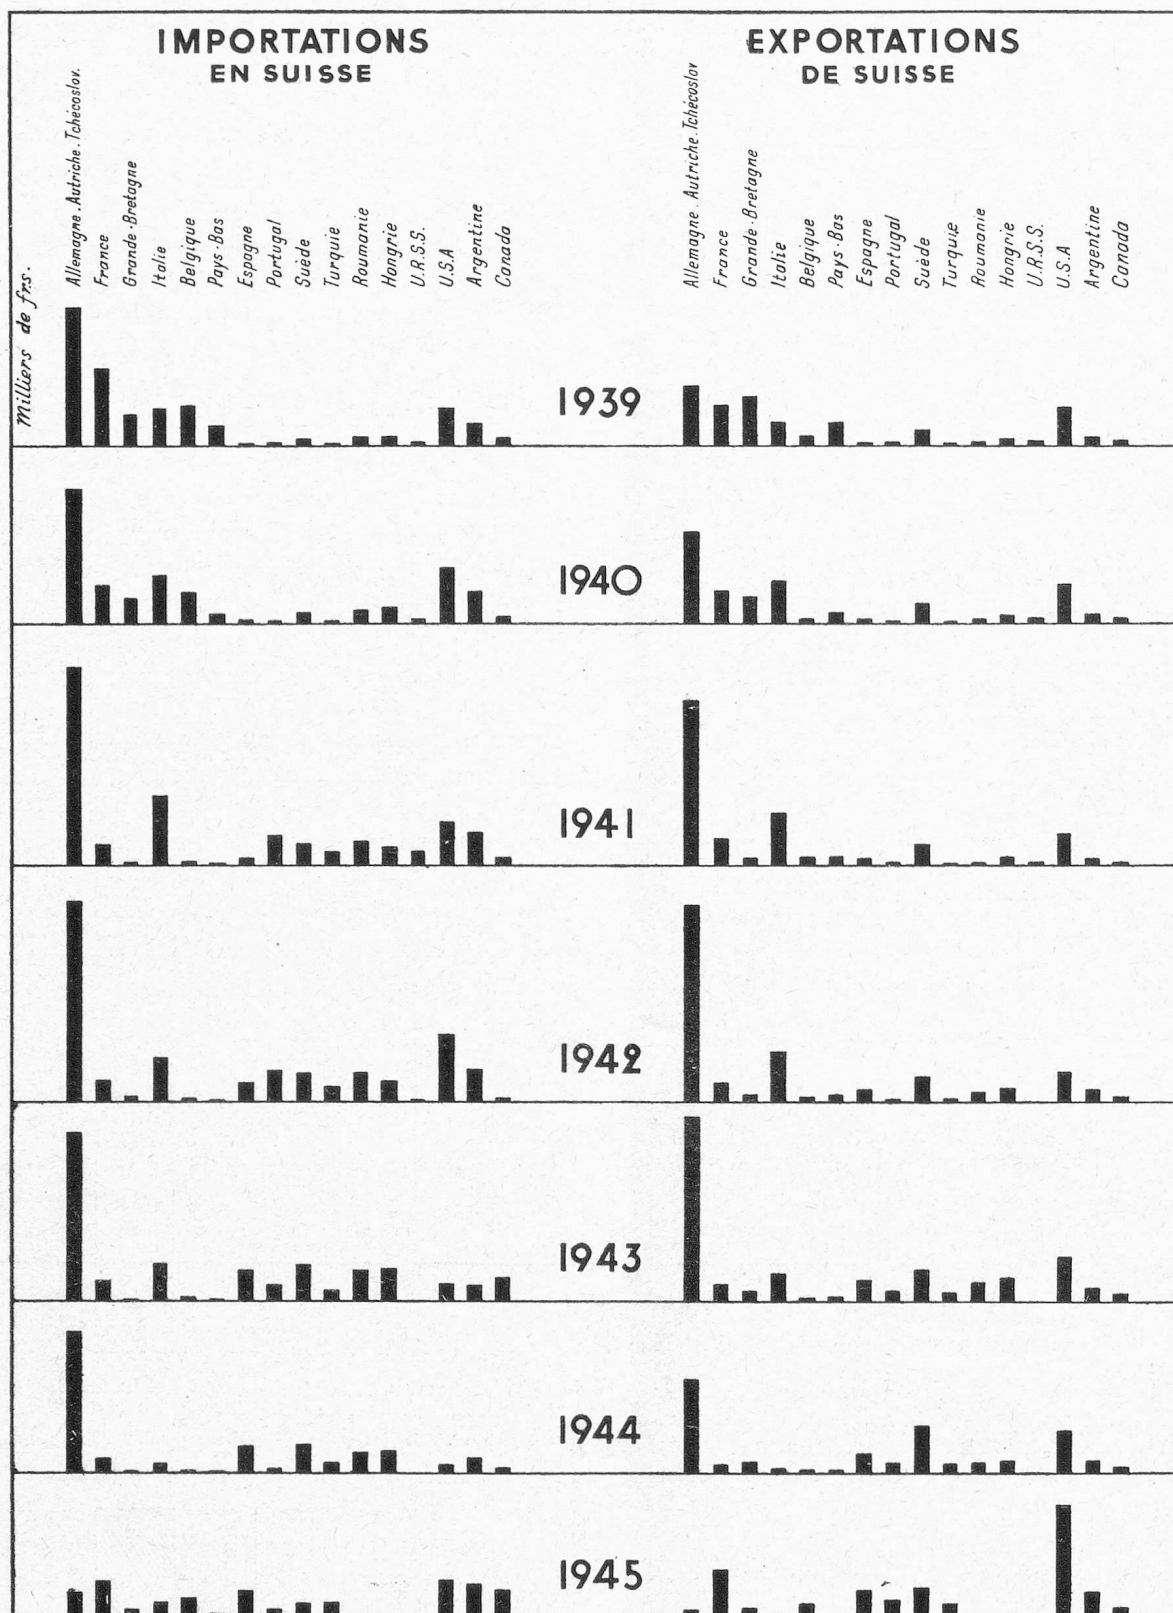 IMPORTATIONS
EN SUISSE
EXPORTATIONS
DE SUISSE
Milliers de frs.
Allemagne.Autriche.Tchécoslov.
France
Grande-Bretagne
Italie
Belgique
Pays-Bas
Espagne
Portugal
Suède
Turquie
Roumanie
Hongrie
U.R.S.S.
U.S.A
Argentine
Canada
Allemagne.Autriche.Tchécoslov
France
Grande-Bretagne
Italie
Belgique
Pays-Bas
Espagne
Portugal
Suède
Turquie
Roumanie
Hongrie
U.R.S.S.
U.S.A
Argentine
Canada
1939
1940
1941
1942
1943
1944
1945